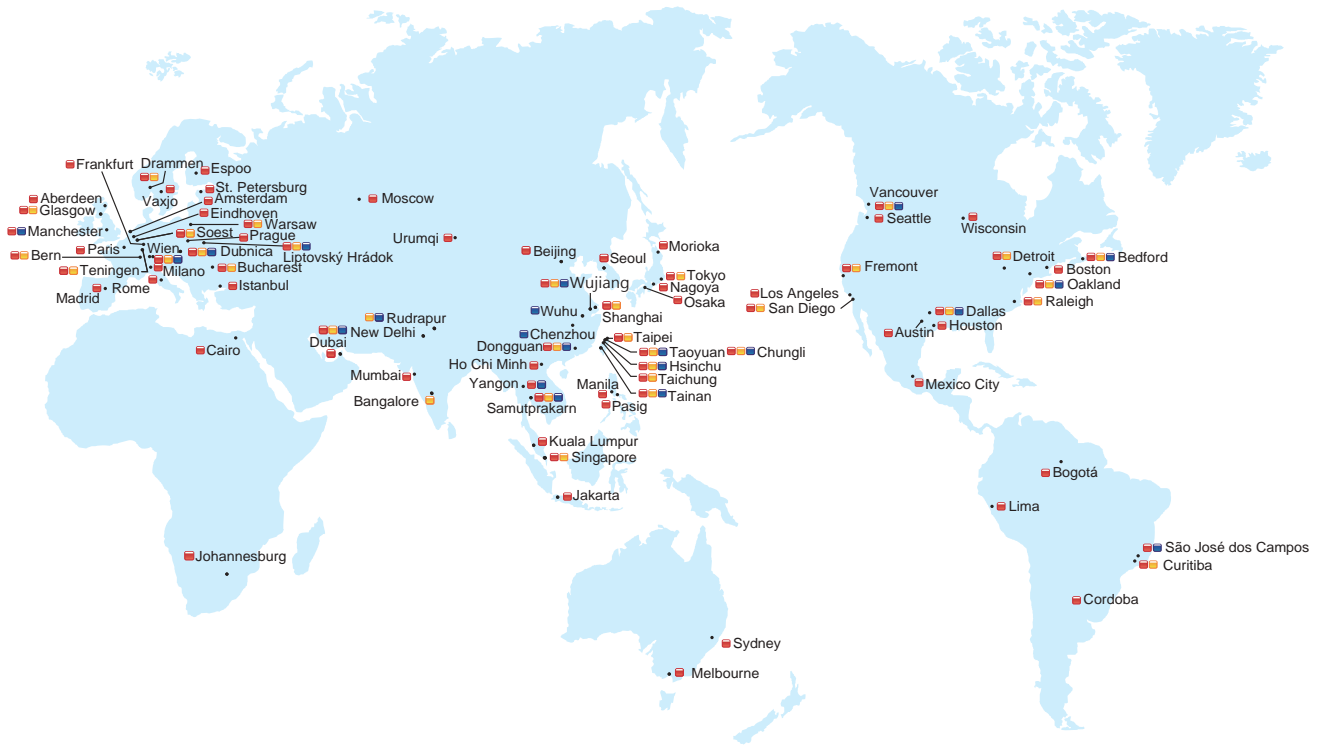 Frankfurt
Drammen
Espoo
Vaxjo
St. Petersburg
Aberdeen
Amsterdam
Glasgow
Eindhoven
Moscow
Manchester
Soest
Warsaw
Prague
Urumqi
Paris
Wien
Dubnica
Liptovský Hrádok
Bern
Teningen
Milano
Bucharest
Madrid
Rome
Istanbul
Beijing
Seoul
Morioka
Wujiang
Tokyo
Nagoya
Osaka
Wuhu
Shanghai
Rudrapur
New Delhi
Chenzhou
Dubai
Dongguan
Taipei
Cairo
Taoyuan
Chungli
Ho Chi Minh
Hsinchu
Mumbai
Taichung
Yangon
Manila
Bangalore
Samutprakarn
Pasig
Tainan
Kuala Lumpur
Singapore
Jakarta
Johannesburg
Sydney
Melbourne
Vancouver
Seattle
Wisconsin
Fremont
Detroit
Bedford
Boston
Los Angeles
Oakland
San Diego
Raleigh
Dallas
Austin
Houston
Mexico City
Bogotá
Lima
São José dos Campos
Curitiba
Cordoba